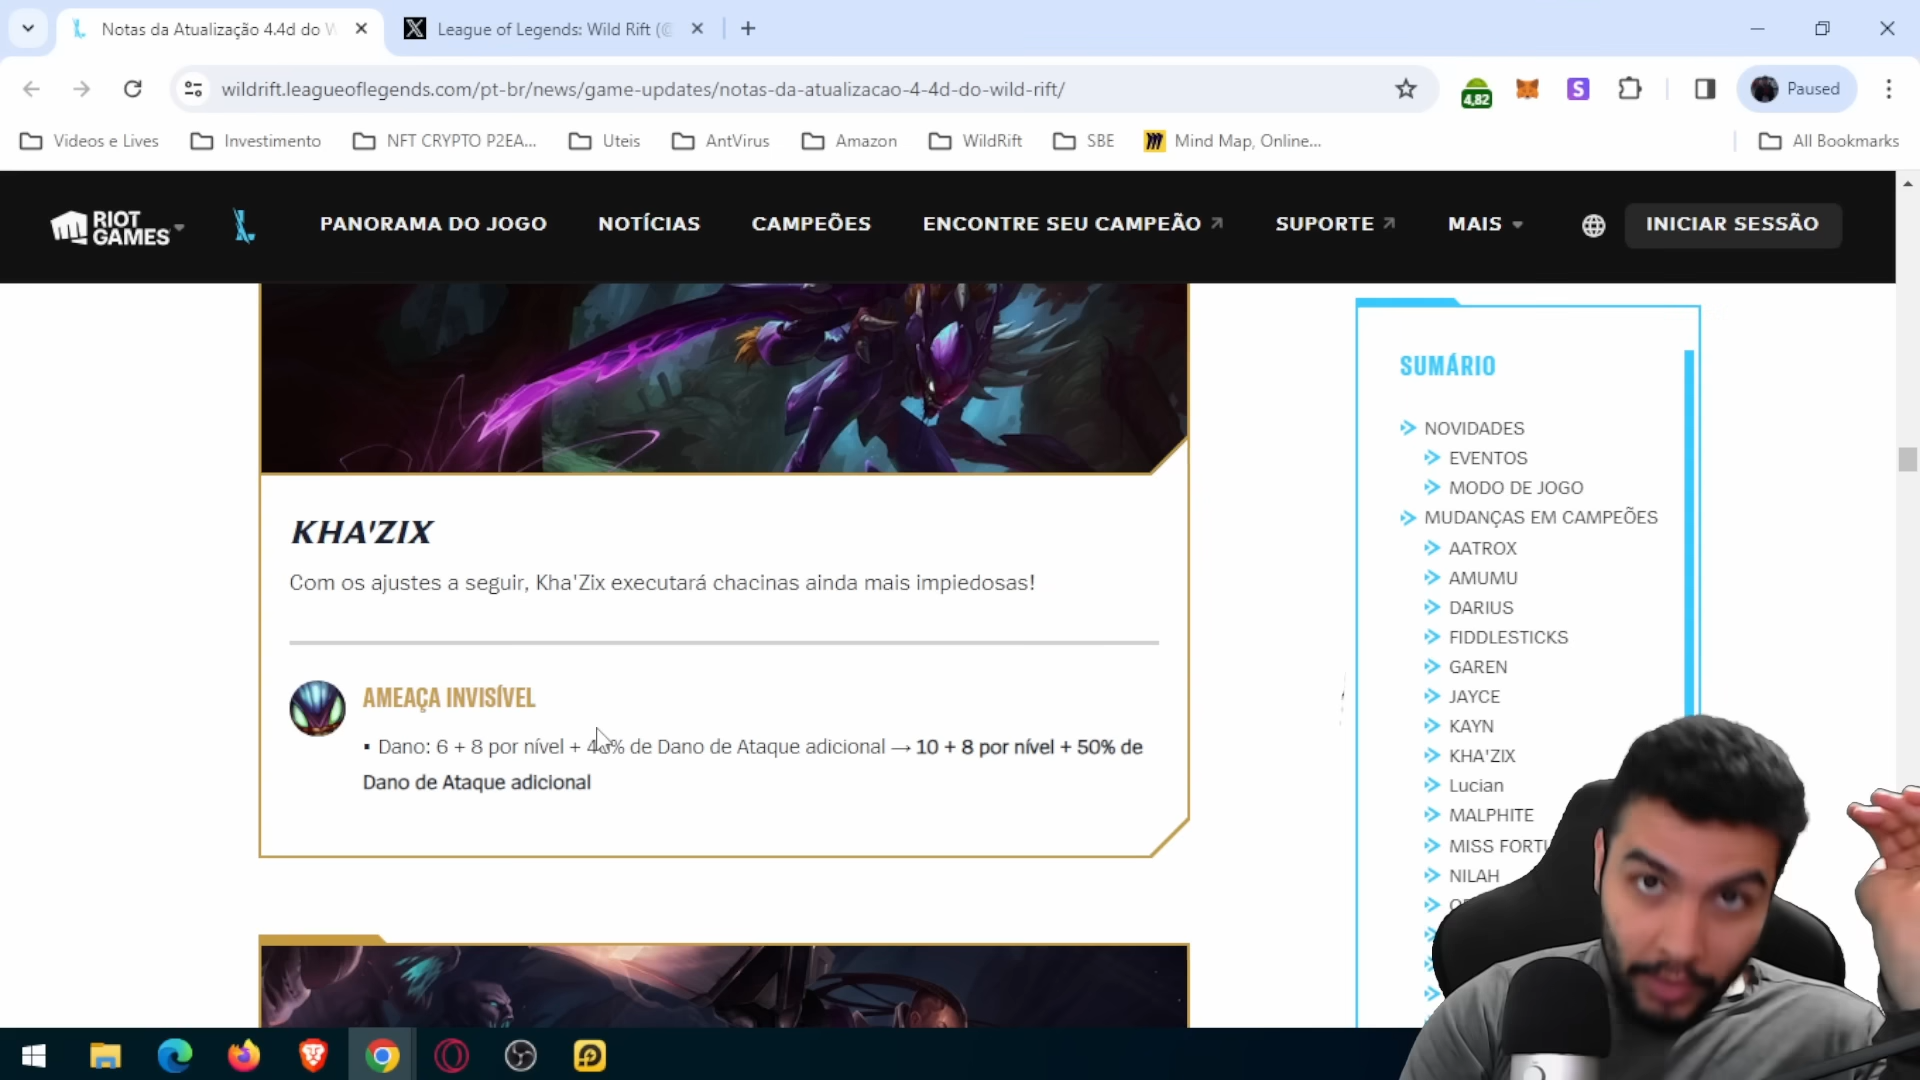 Notas da Atualização 4.4d do W
League of Legends: Wild Rift (@
wildrift.leagueoflegends.com/pt-br/news/game-updates/notas-da-atualizacao-4-4d-do-wild-rift/
4,82
S
Paused
Videos e Lives
Investimento
NFT CRYPTO P2EA...
Uteis
AntVirus
Amazon
WildRift
SBE
Mind Map, Online...
All Bookmarks
RIOT GAMES
PANORAMA DO JOGO
NOTÍCIAS
CAMPEÕES
ENCONTRE SEU CAMPEÃO
SUPORTE
MAIS
INICIAR SESSÃO
KHA'ZIX
Com os ajustes a seguir, Kha'Zix executará chacinas ainda mais impiedosas!
AMEAÇA INVISÍVEL
▪ Dano: 6 + 8 por nível + de Dano de Ataque adicional → 10 + 8 por nível + 50% de
Dano de Ataque adicional
SUMÁRIO
NOVIDADES
EVENTOS
MODO DE JOGO
MUDANÇAS EM CAMPEÕES
AATROX
AMUMU
DARIUS
FIDDLESTICKS
GAREN
JAYCE
KAYN
KHA'ZIX
Lucian
MALPHITE
MISS
NILAH